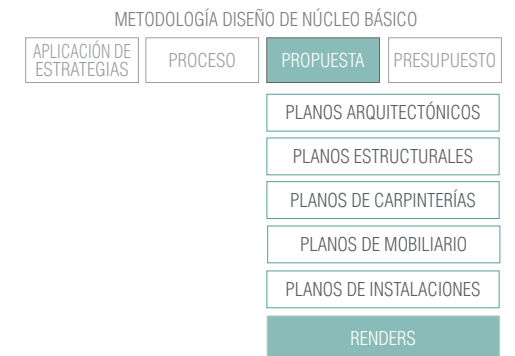 METODOLOGÍA DISEÑO DE NÚCLEO BÁSICO
APLICACIÓN DE
ESTRATEGIAS
PROCESO
PROPUESTA
PRESUPUESTO
PLANOS ARQUITECTÓNICOS
PLANOS ESTRUCTURALES
PLANOS DE CARPINTERÍAS
PLANOS DE MOBILIARIO
PLANOS DE INSTALACIONES
RENDERS